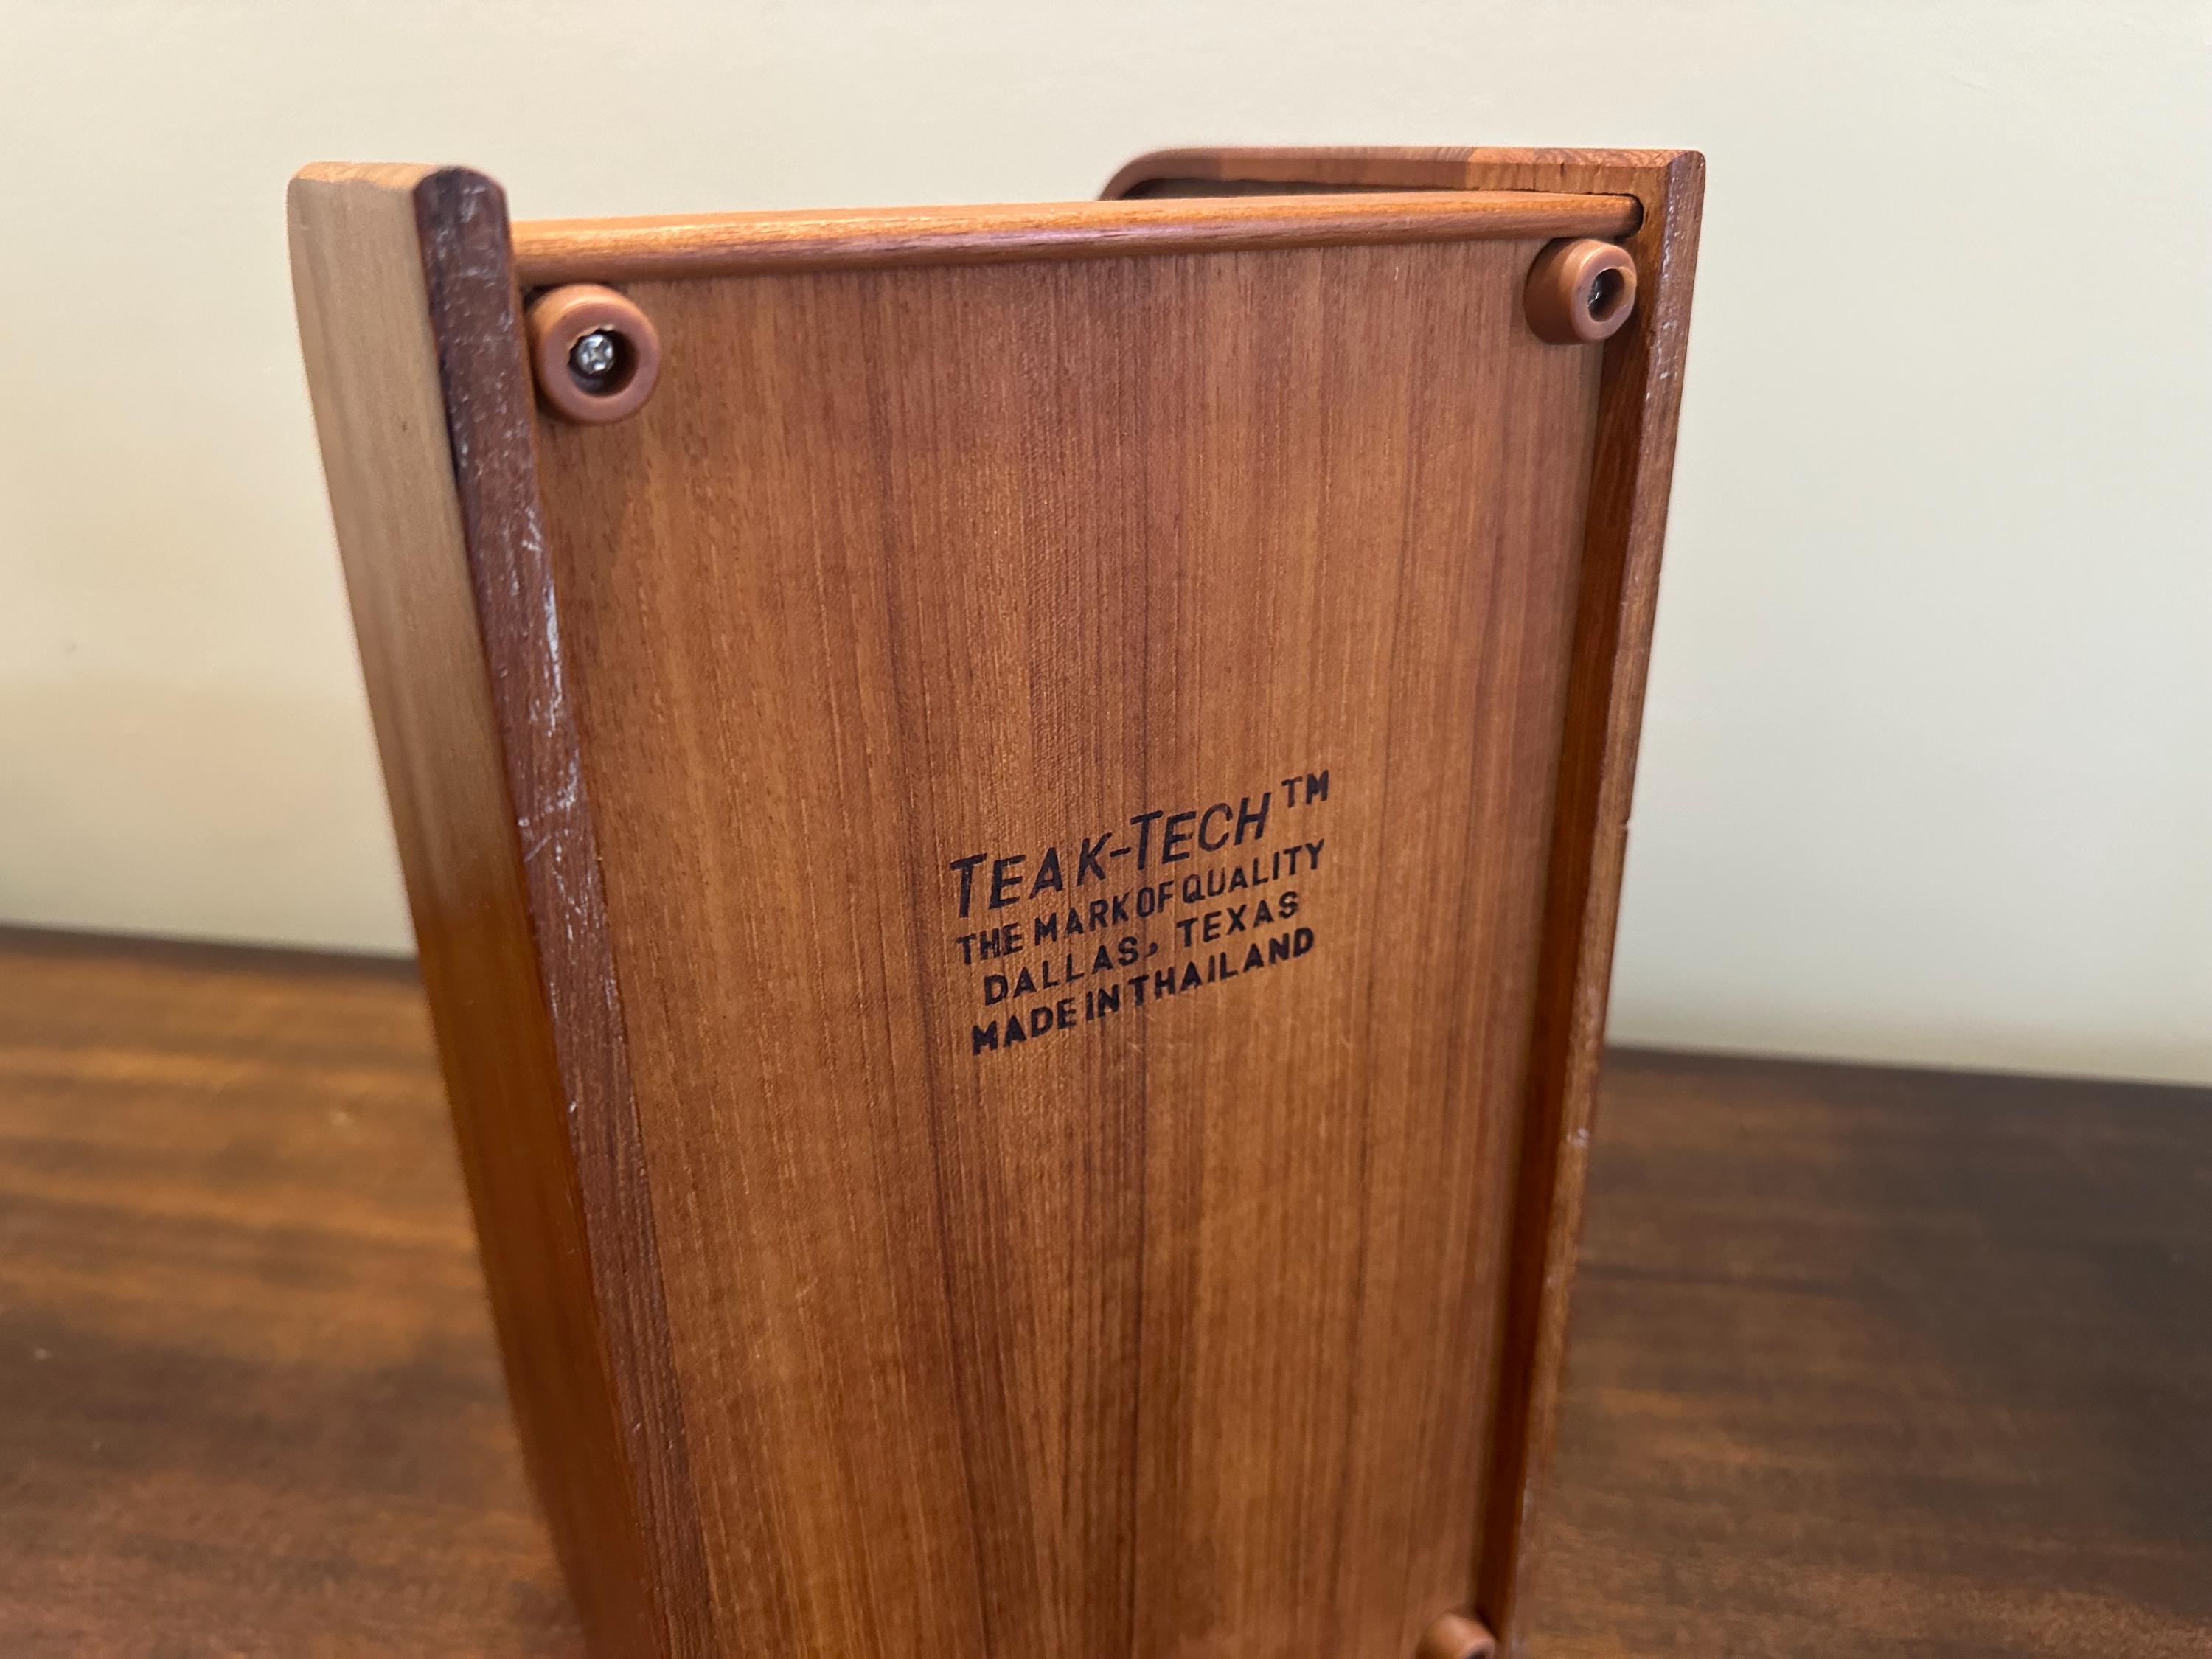 TEAK-TECH™
THE MARK OF QUALITY
DALLAS, TEXAS
MADE IN THAILAND